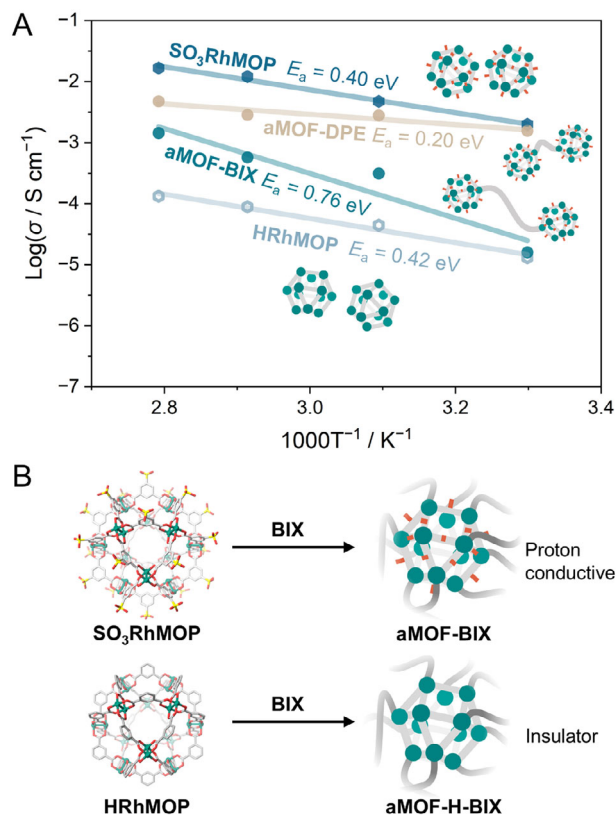 A
−1
−2
−3
−4
−5
−6
−7
Log(σ / S cm⁻¹)
SO₃RhMOP Eₐ = 0.40 eV
aMOF-DPE Eₐ = 0.20 eV
aMOF-BIX Eₐ = 0.76 eV
HRhMOP Eₐ = 0.42 eV
2.8 3.0 3.2 3.4
1000T⁻¹ / K⁻¹
B
BIX
Proton
conductive
SO₃RhMOP aMOF-BIX
BIX
Insulator
HRhMOP aMOF-H-BIX